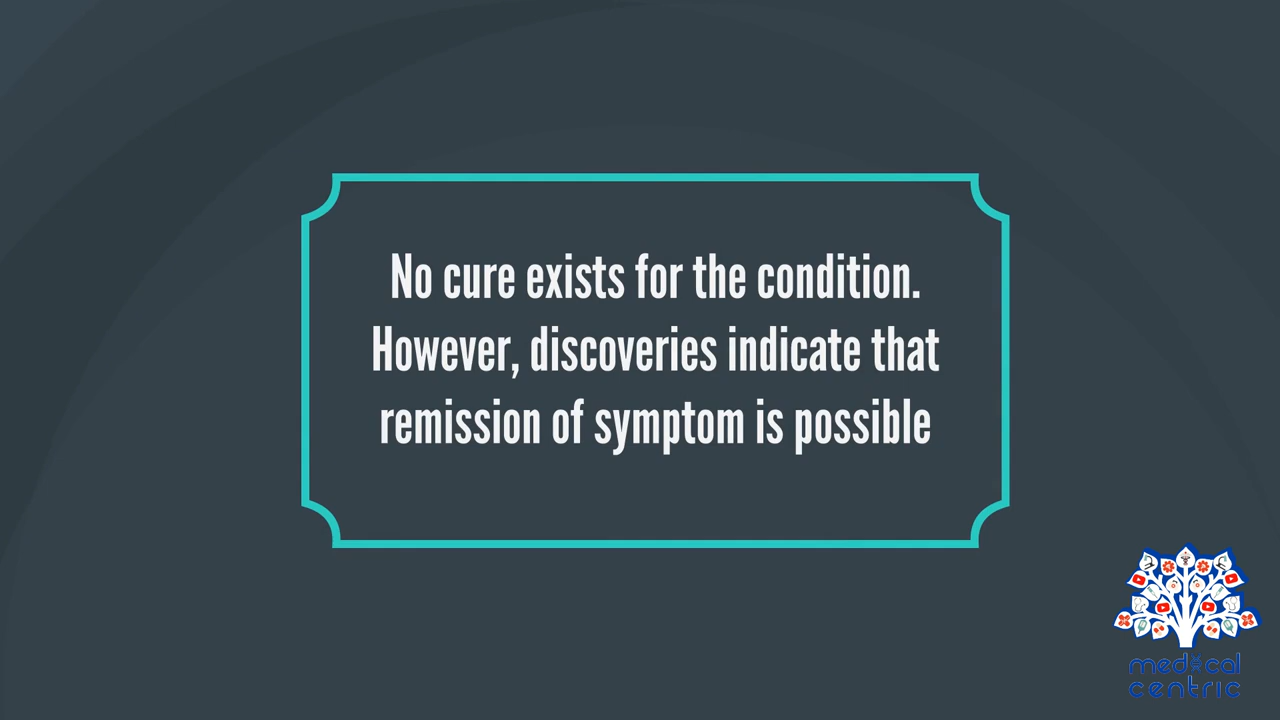 No cure exists for the condition.
However, discoveries indicate that
remission of symptom is possible
medical
centric